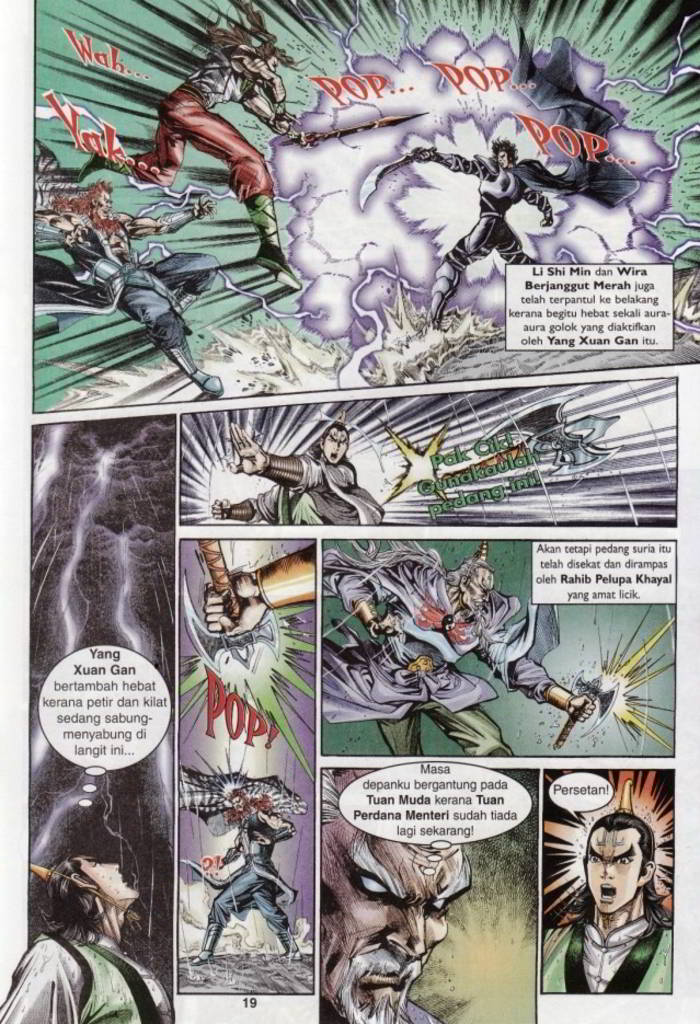 Wah...
Yak...
POP...
POP...
POP...
Li Shi Min dan Wira
Berjanggut Merah juga
telah terpantul ke belakang
kerana begitu hebat sekali aura-
aura golok yang diaktifkan
oleh Yang Xuan Gan itu.
Pak Cik!
Gunakanlah
pedang ini!
Yang
Xuan Gan
bertambah hebat
kerana petir dan kilat
sedang sabung-
menyabung di
langit ini...
POP!
?!
Akan tetapi pedang suria itu
telah disekat dan dirampas
oleh Rahib Pelupa Khayal
yang amat licik.
Masa
depanku bergantung pada
Tuan Muda kerana Tuan
Perdana Menteri sudah tiada
lagi sekarang!
Persetan!
19